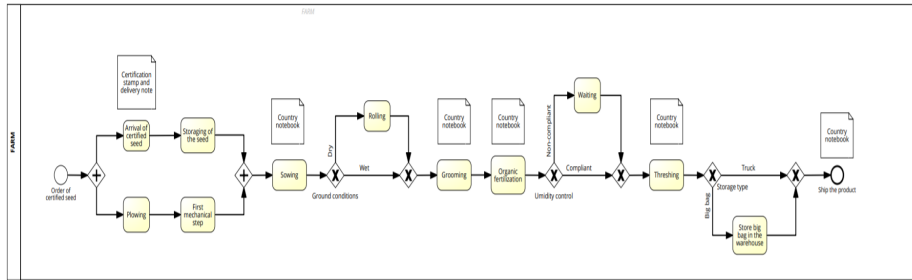 FARM
FARM
Certification
stamp and
delivery note
Arrival of
certified
seed
Storaging of
the seed
Order of
certified seed
Plowing
First
mechanical
step
Country
notebook
Sowing
Dry
Rolling
Wet
Ground conditions
Country
notebook
Grooming
Country
notebook
Organic
fertilization
Non-compliant
Waiting
Compliant
Umidity control
Country
notebook
Threshing
Truck
Storage type
Big bag
Store big
bag in the
warehouse
Country
notebook
Ship the product